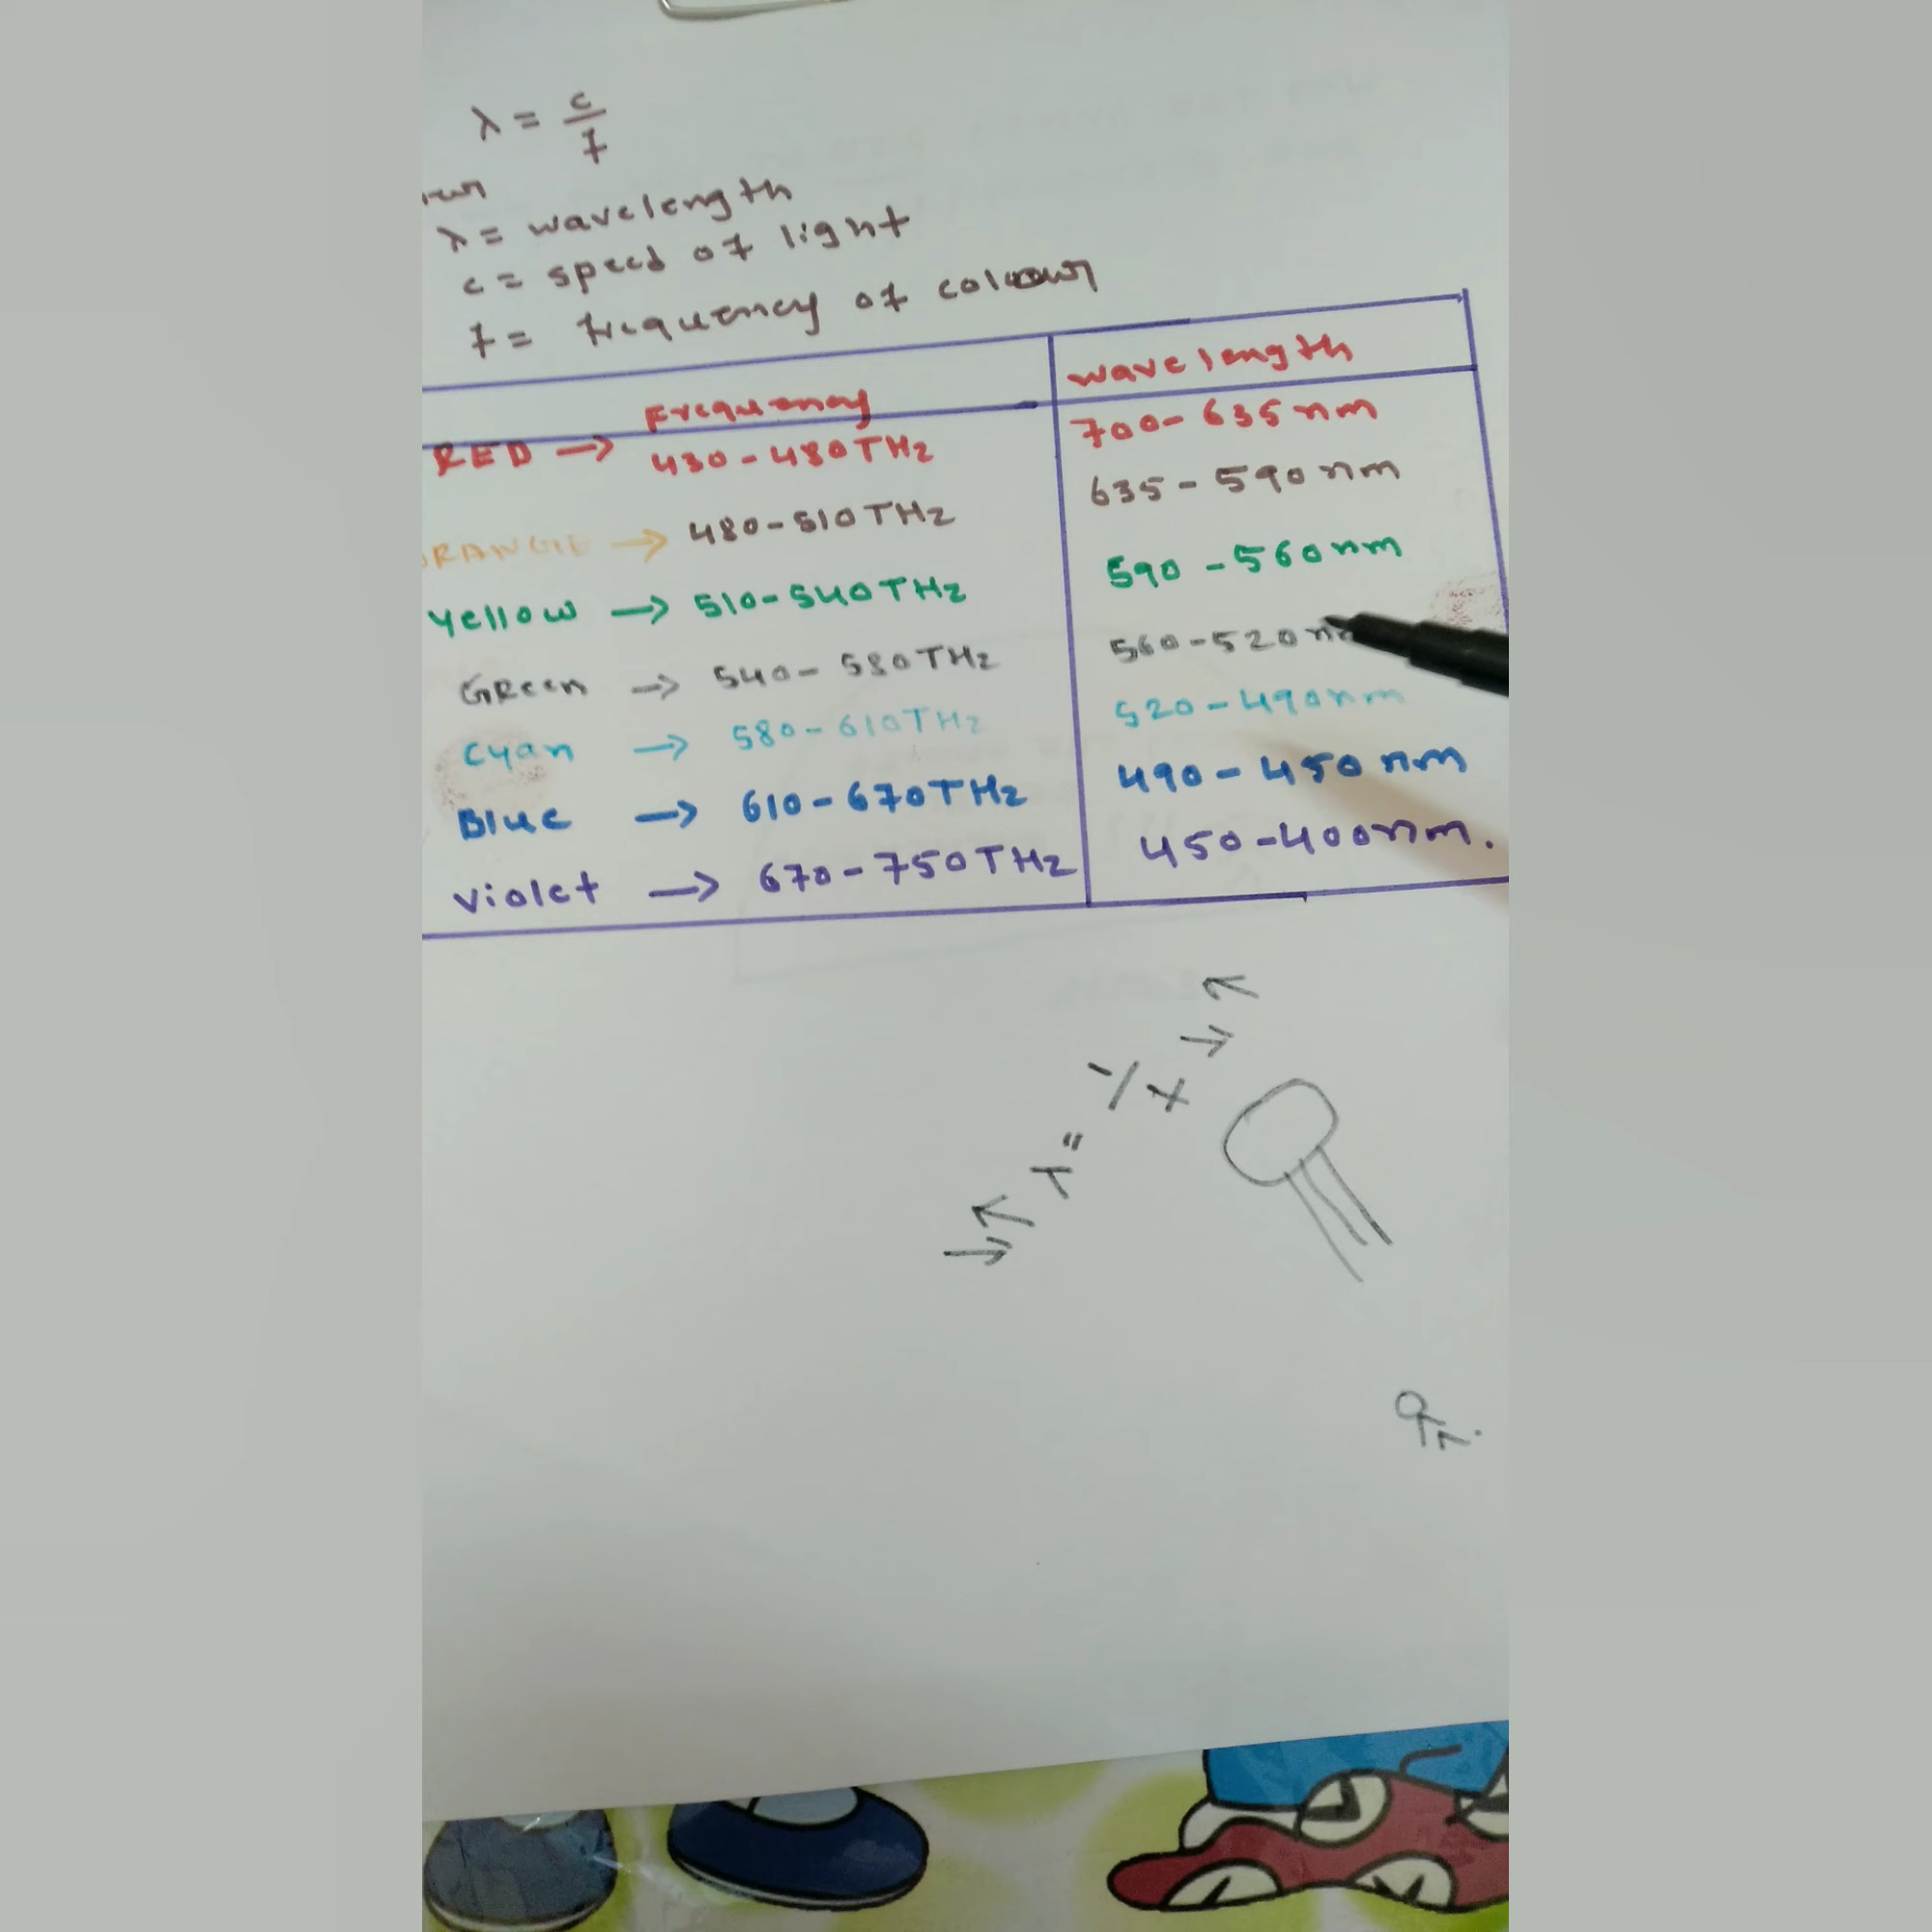 λ = c/f
λ = wavelength
c = speed of light
f = frequency of colour
Frequency wavelength
RED → 430-480THz 700-635nm
ORANGE → 480-510THz 635-590nm
Yellow → 510-540THz 590-560nm
GReen → 540-580THz 560-520nm
Cyan → 580-610THz 520-490nm
Blue → 610-670THz 490-450nm
Violet → 670-750THz 450-400nm.